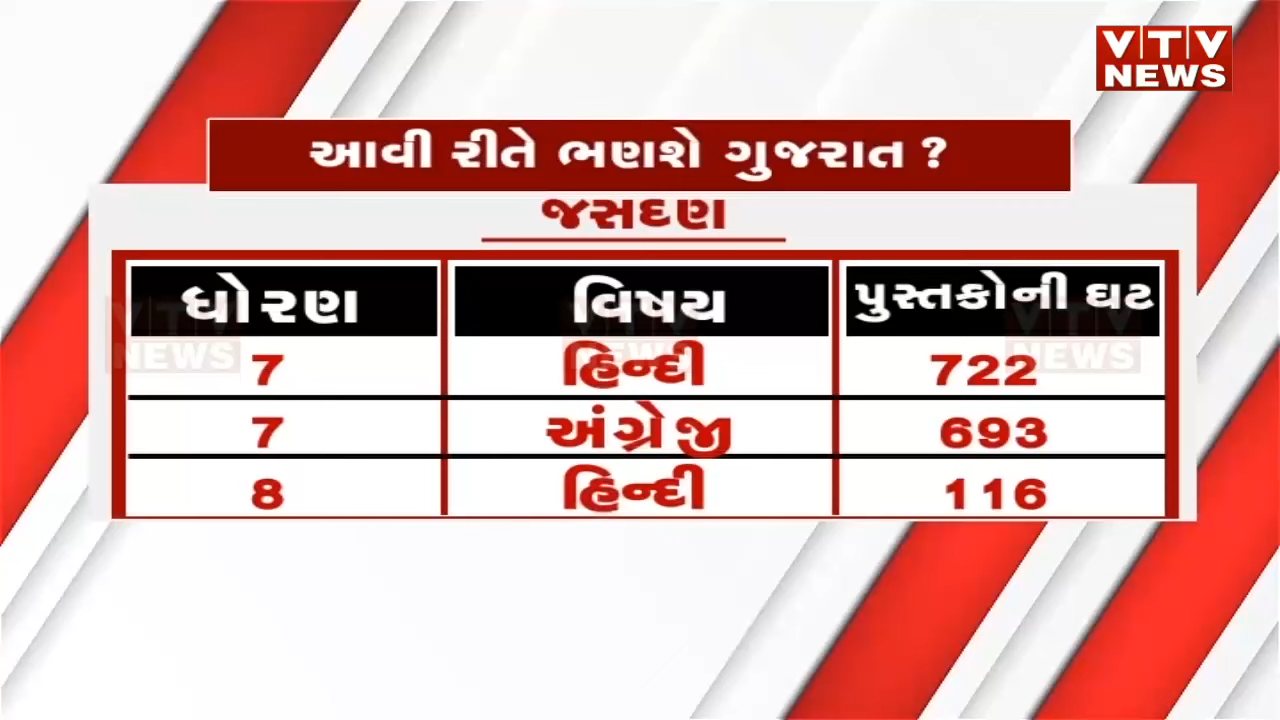 VTV
NEWS
આવી રીતે ભણશે ગુજરાત ?
જસદણ
ધોરણ વિષય પુસ્તકોની ઘટ
7 હિન્દી 722
7 અંગ્રેજી 693
8 હિન્દી 116